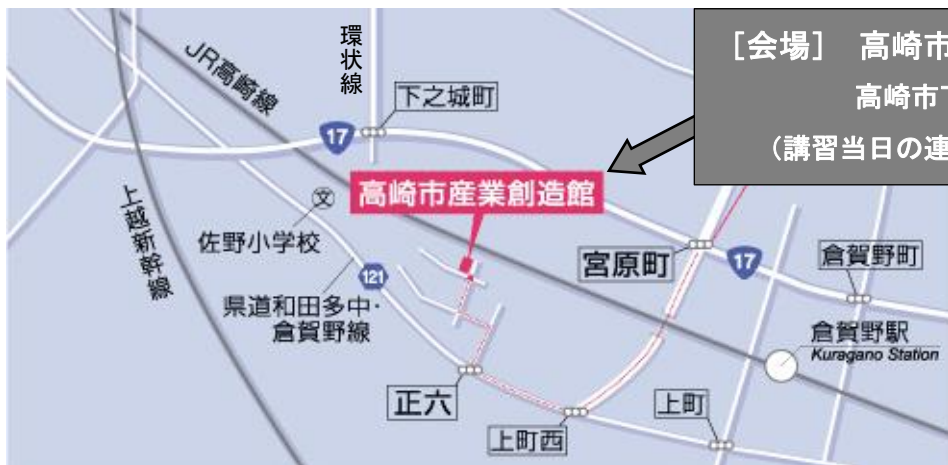 環状線
JR高崎線
下之城町
17
[会場] 高崎市
高崎市
(講習当日の連
高崎市産業創造館
文
佐野小学校
上越新幹線
121
県道和田多中・
倉賀野線
宮原町
17
倉賀野町
倉賀野駅
Kuragano Station
正六
上町西
上町